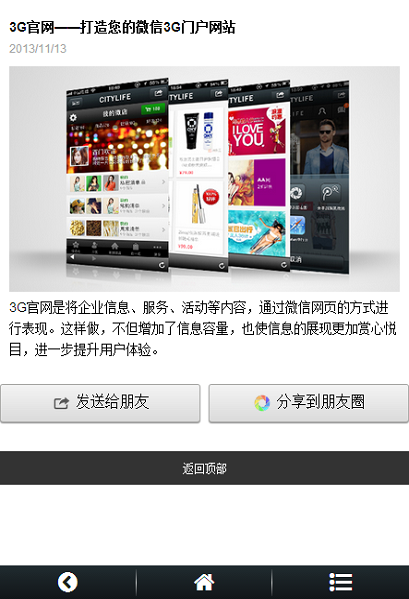 3G官网——打造您的微信3G门户网站
2013/11/13
CITYLIFE
我的微店
CITYLIFE
CITYLIFE
I LOVE
YOU.
CITYLIFE
3G官网是将企业信息、服务、活动等内容，通过微信网页的方式进
行表现。这样做，不但增加了信息容量，也使信息的展现更加赏心悦
目，进一步提升用户体验。
发送给朋友
分享到朋友圈
返回顶部